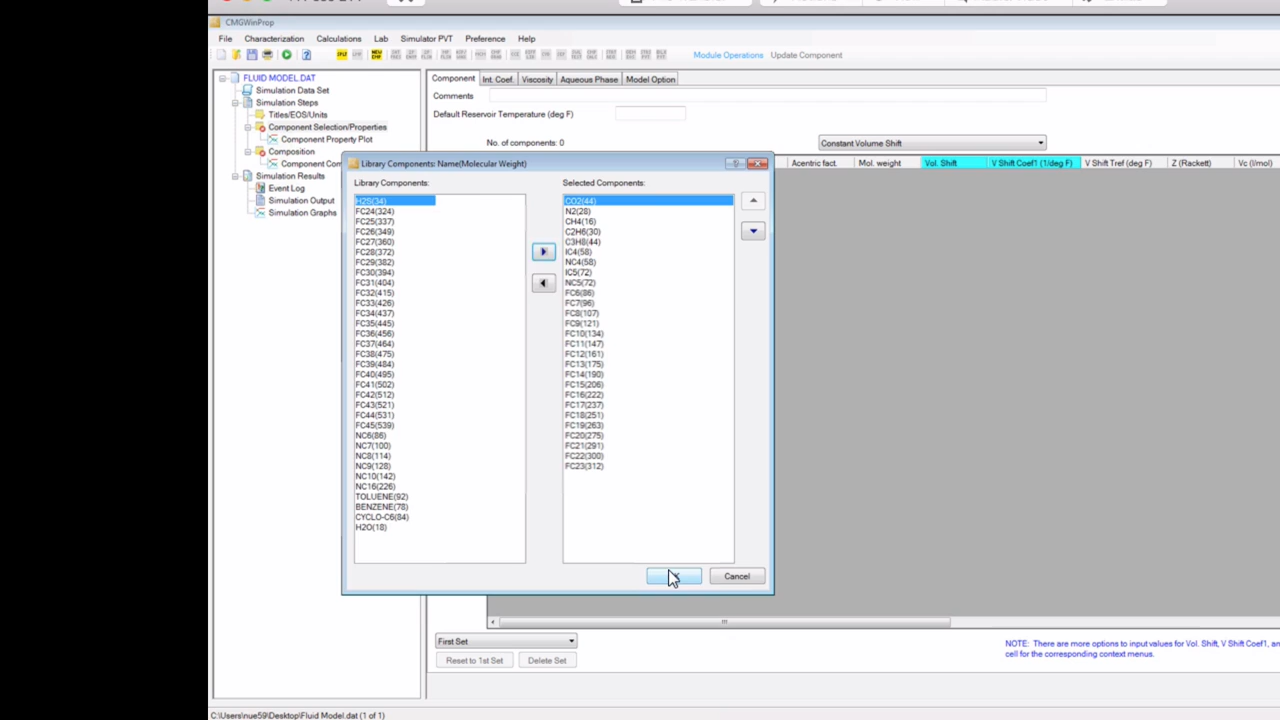 CMGWinProp
File Characterization Calculations Lab Simulator PVT Preference Help
Module Operations Update Component
FLUID MODEL.DAT
Simulation Data Set
Simulation Steps
Titles/EOS/Units
Component Selection/Properties
Component Property Plot
Composition
Component Com
Simulation Results
Event Log
Simulation Output
Simulation Graphs
Component Int. Coef. Viscosity Aqueous Phase Model Option
Comments
Default Reservoir Temperature (deg F)
No. of components: 0
Constant Volume Shift
Acentric fact. Mol. weight Vol. Shift V Shift Coef1 (1/deg F) V Shift Tref (deg F) Z (Rackett) Vc (l/mol)
Library Components: Name(Molecular Weight)
Library Components:
H2S(34)
FC24(324)
FC25(337)
FC26(349)
FC27(360)
FC28(372)
FC29(382)
FC30(394)
FC31(404)
FC32(415)
FC33(426)
FC34(437)
FC35(445)
FC36(456)
FC37(464)
FC38(475)
FC39(484)
FC40(495)
FC41(502)
FC42(512)
FC43(521)
FC44(531)
FC45(539)
NC6(86)
NC7(100)
NC8(114)
NC9(128)
NC10(142)
NC16(226)
TOLUENE(92)
BENZENE(78)
CYCLO-C6(84)
H2O(18)
Selected Components:
CO2(44)
N2(28)
CH4(16)
C2H6(30)
C3H8(44)
IC4(58)
NC4(58)
IC5(72)
NC5(72)
FC6(86)
FC7(96)
FC8(107)
FC9(121)
FC10(134)
FC11(147)
FC12(161)
FC13(175)
FC14(190)
FC15(206)
FC16(222)
FC17(237)
FC18(251)
FC19(263)
FC20(275)
FC21(291)
FC22(300)
FC23(312)
Cancel
First Set
Reset to 1st Set Delete Set
NOTE: There are more options to input values for Vol. Shift, V Shift Coef1, an
cell for the corresponding context menus.
C:\Users\nue59\Desktop\Fluid Model.dat (1 of 1)